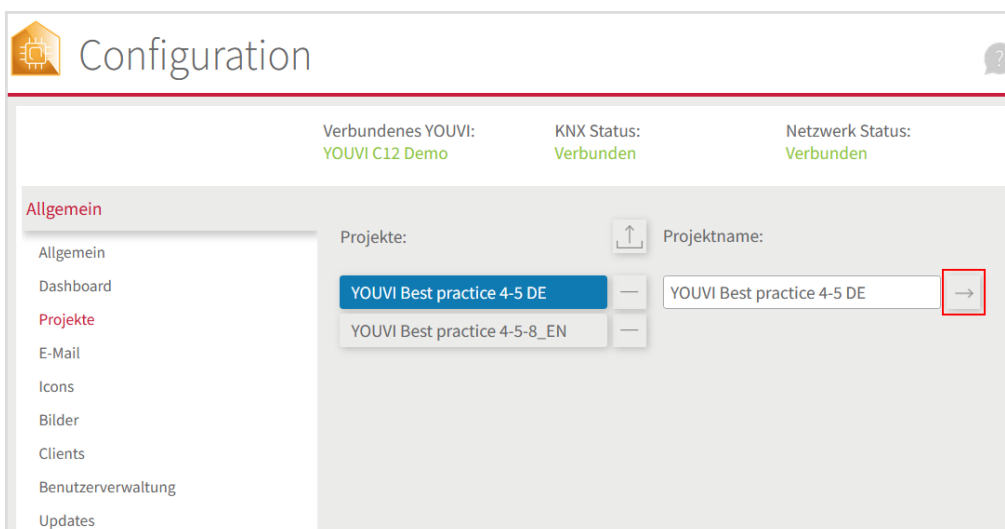 Configuration
?
Verbundenes YOUVI:
YOUVI C12 Demo
KNX Status:
Verbunden
Netzwerk Status:
Verbunden
Allgemein
Allgemein
Dashboard
Projekte
E-Mail
Icons
Bilder
Clients
Benutzerverwaltung
Updates
Projekte:
YOUVI Best practice 4-5 DE
YOUVI Best practice 4-5-8_EN
Projektname:
YOUVI Best practice 4-5 DE